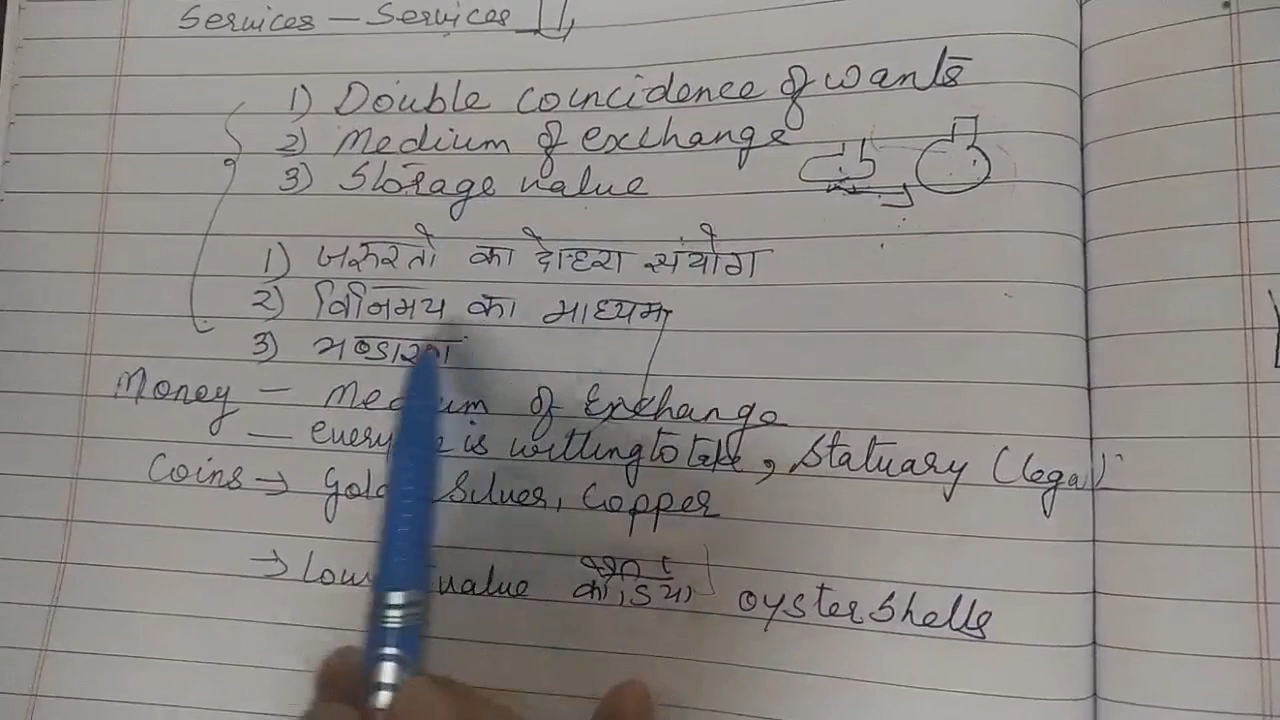 Services - Services
1) Double coincidence of wants
2) Medium of exchange
3) Storage value
1) जरुरतो का दोहरा संयोग
2) विनिमय का माध्यम
3) भण्डारण
Money - Medium of Exchange
- everyone is willing to take, Statuary (legal)
Coins → Gold, Silver, Copper
→ Lowest value कौड़िया oyster shells